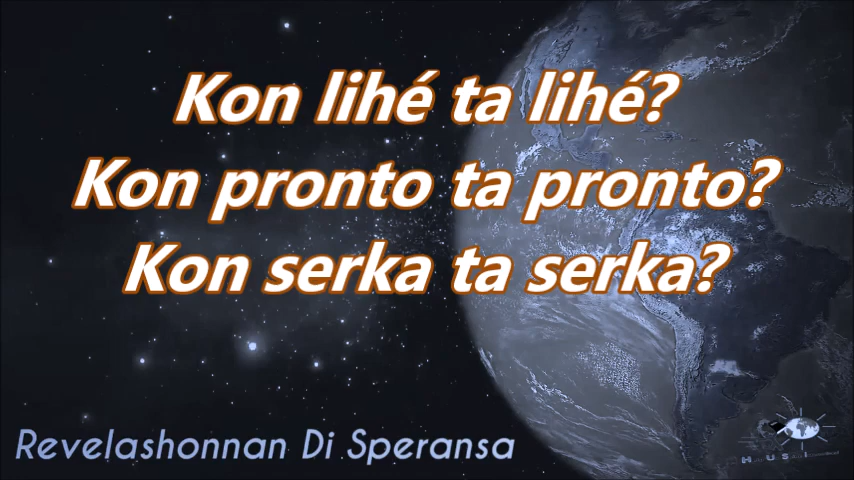 Kon lihé ta lihé?
Kon pronto ta pronto?
Kon serka ta serka?
Revelashonnan Di Speransa